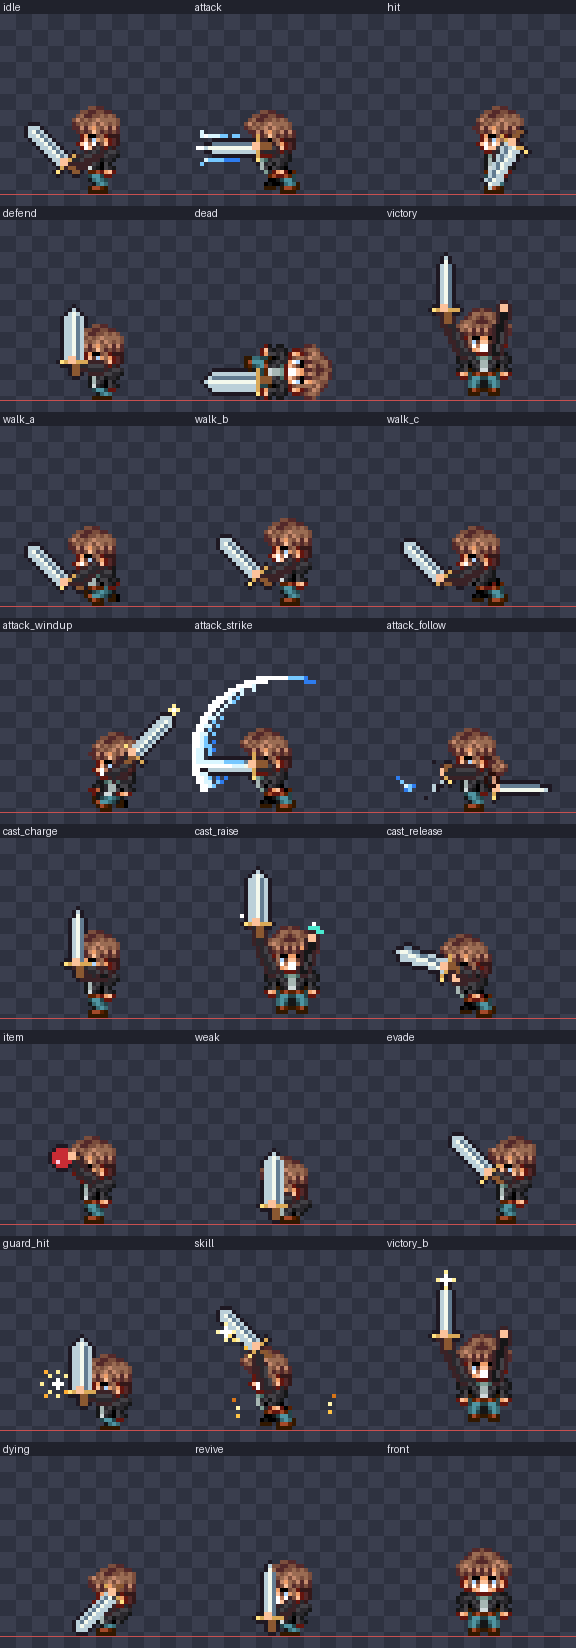 idle attack hit
defend dead victory
walk_a walk_b walk_c
attack_windup attack_strike attack_follow
cast_charge cast_raise cast_release
item weak evade
guard_hit skill victory_b
dying revive front